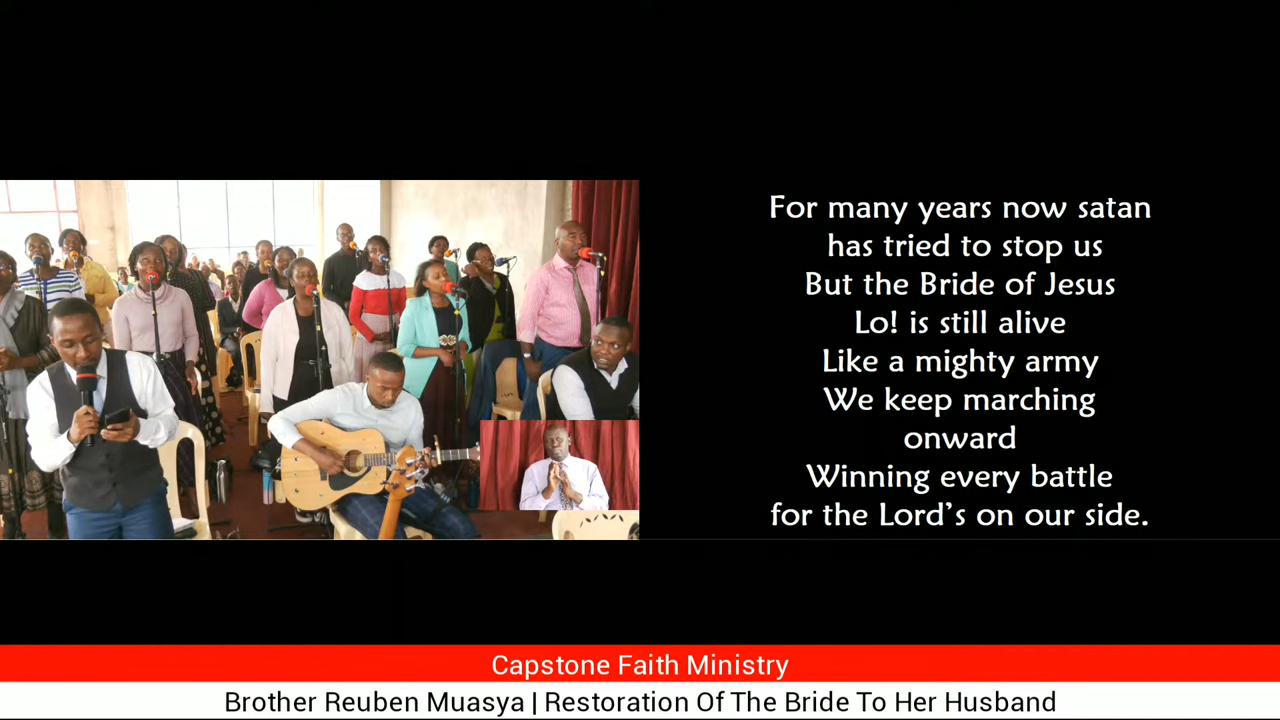 For many years now satan
has tried to stop us
But the Bride of Jesus
Lo! is still alive
Like a mighty army
We keep marching
onward
Winning every battle
for the Lord's on our side.
Capstone Faith Ministry
Brother Reuben Muasya | Restoration Of The Bride To Her Husband